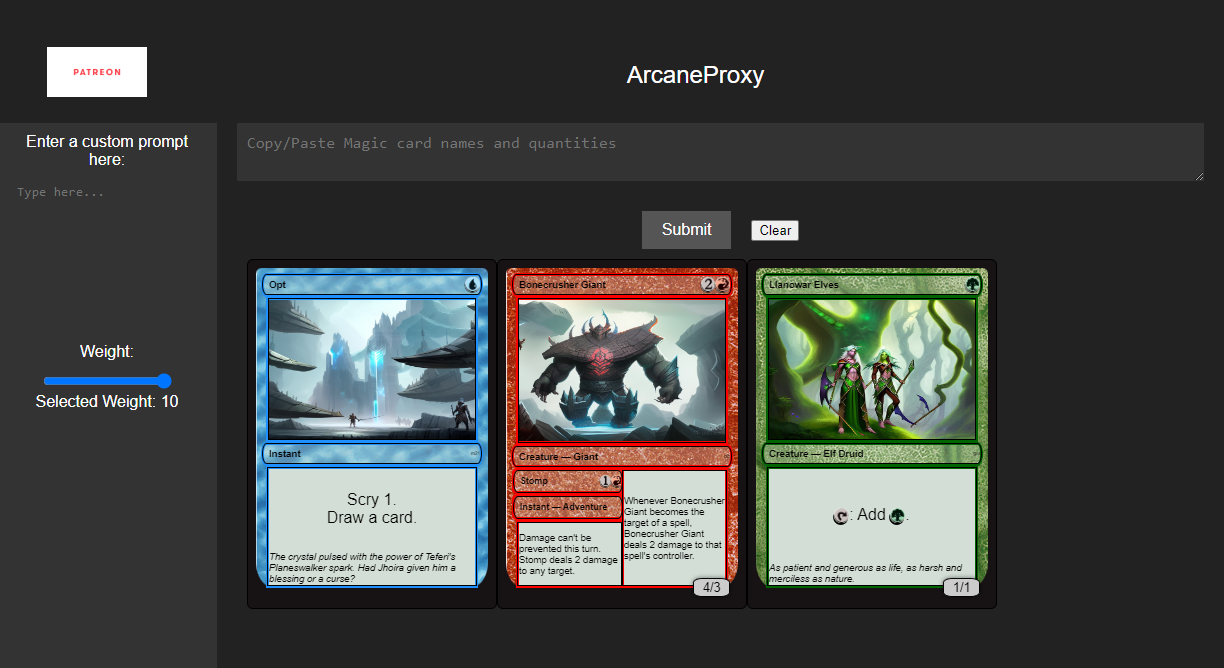 PATREON
ArcaneProxy
Enter a custom prompt
here:
Type here...
Copy/Paste Magic card names and quantities
Submit
Clear
Weight:
Selected Weight: 10
Opt
Instant
Scry 1.
Draw a card.
The crystal pulsed with the power of Teferi's
Planeswalker spark. Had Jhoira given him a
blessing or a curse?
Bonecrusher Giant
2
Creature — Giant
Stomp
1
Instant — Adventure
Damage can't be
prevented this turn.
Stomp deals 2 damage
to any target.
Whenever Bonecrusher
Giant becomes the
target of a spell,
Bonecrusher Giant
deals 2 damage to that
spell's controller.
4/3
Llanowar Elves
Creature — Elf Druid
: Add .
As patient and generous as life, as harsh and
merciless as nature.
1/1